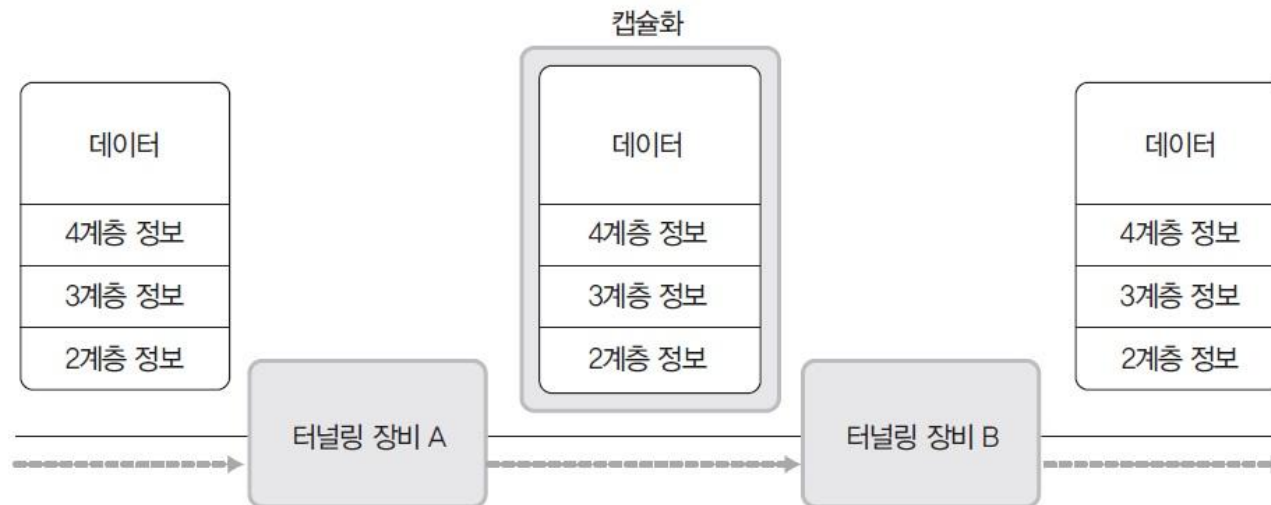 캡슐화
데이터
4계층 정보
3계층 정보
2계층 정보
데이터
4계층 정보
3계층 정보
2계층 정보
데이터
4계층 정보
3계층 정보
2계층 정보
터널링 장비 A
터널링 장비 B